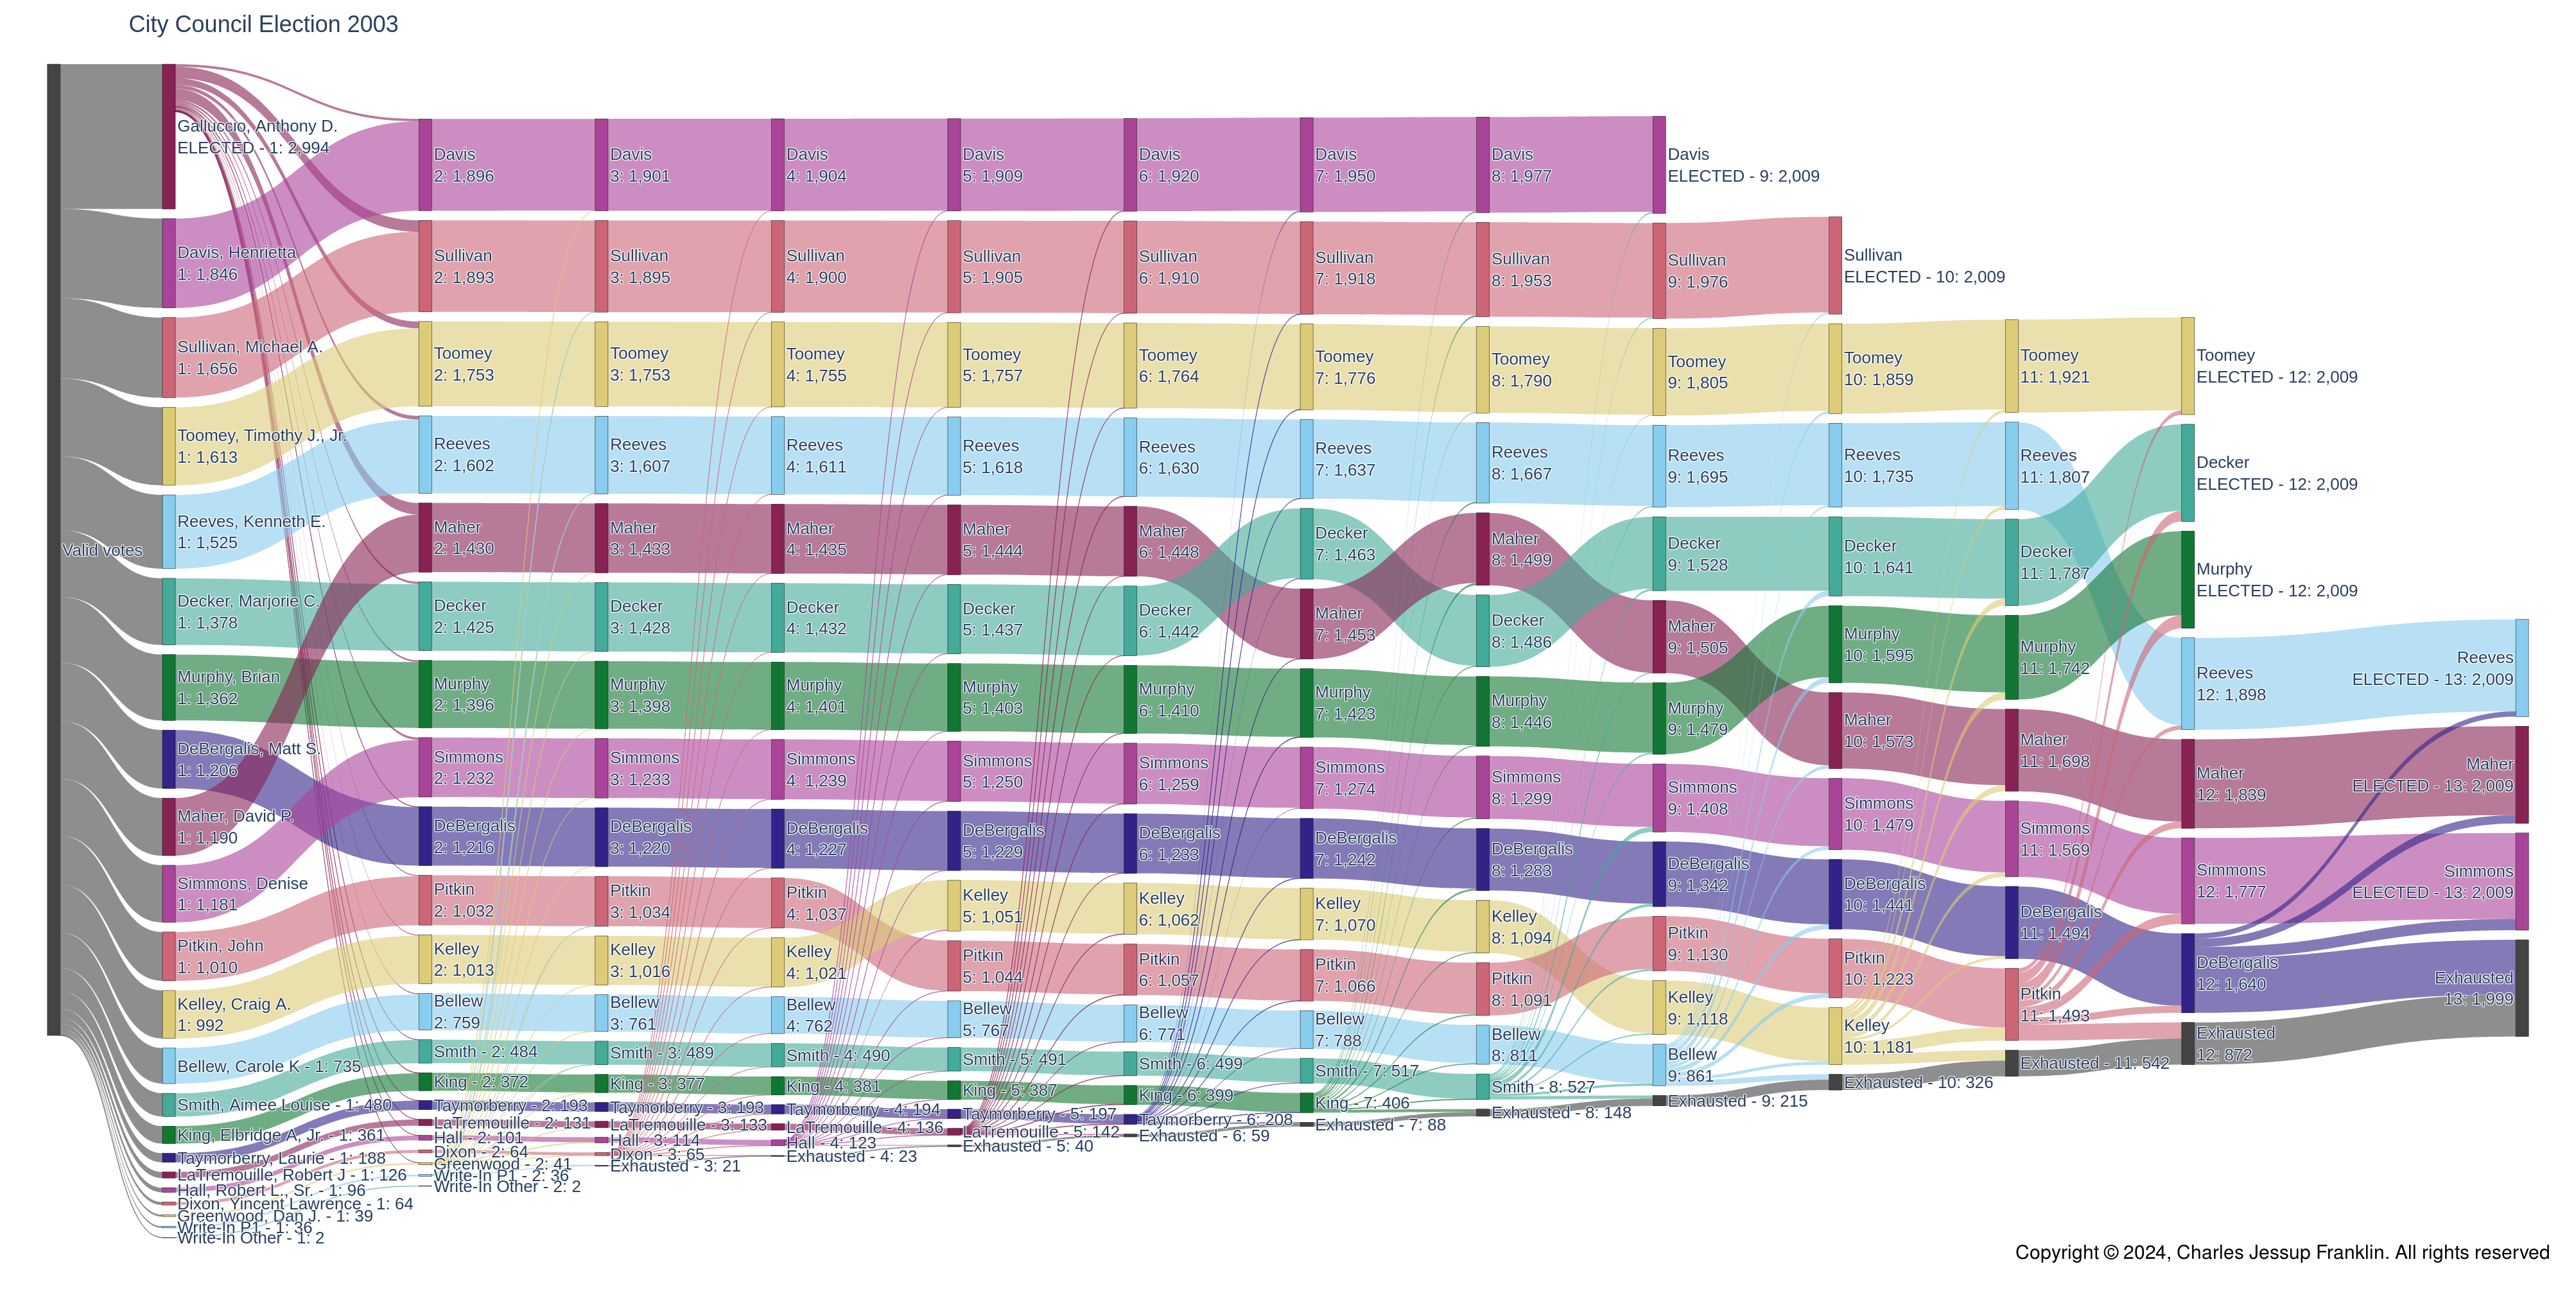 City Council Election 2003
Valid votes
Galluccio, Anthony D.
ELECTED - 1: 2,994
Davis, Henrietta
1: 1,846
Sullivan, Michael A.
1: 1,656
Toomey, Timothy J., Jr.
1: 1,613
Reeves, Kenneth E.
1: 1,525
Decker, Marjorie C.
1: 1,378
Murphy, Brian
1: 1,362
DeBergalis, Matt S.
1: 1,206
Maher, David P.
1: 1,190
Simmons, Denise
1: 1,181
Pitkin, John
1: 1,010
Kelley, Craig A.
1: 992
Bellew, Carole K - 1: 735
Smith, Aimee Louise - 1: 480
King, Elbridge A, Jr. - 1: 361
Taymorberry, Laurie - 1: 188
LaTremouille, Robert J - 1: 126
Hall, Robert L., Sr. - 1: 96
Dixon, Yincent Lawrence - 1: 64
Greenwood, Dan J. - 1: 39
Write-In P1 - 1: 36
Write-In Other - 1: 2
Davis
2: 1,896
Sullivan
2: 1,893
Toomey
2: 1,753
Reeves
2: 1,602
Maher
2: 1,430
Decker
2: 1,425
Murphy
2: 1,396
Simmons
2: 1,232
DeBergalis
2: 1,216
Pitkin
2: 1,032
Kelley
2: 1,013
Bellew
2: 759
Smith - 2: 484
King - 2: 372
Taymorberry - 2: 193
LaTremouille - 2: 131
Hall - 2: 101
Dixon - 2: 64
Greenwood - 2: 41
Write-In P1 - 2: 36
Write-In Other - 2: 2
Davis
3: 1,901
Sullivan
3: 1,895
Toomey
3: 1,753
Reeves
3: 1,607
Maher
3: 1,433
Decker
3: 1,428
Murphy
3: 1,398
Simmons
3: 1,233
DeBergalis
3: 1,220
Pitkin
3: 1,034
Kelley
3: 1,016
Bellew
3: 761
Smith - 3: 489
King - 3: 377
Taymorberry - 3: 193
LaTremouille - 3: 133
Hall - 3: 114
Dixon - 3: 65
Exhausted - 3: 21
Davis
4: 1,904
Sullivan
4: 1,900
Toomey
4: 1,755
Reeves
4: 1,611
Maher
4: 1,435
Decker
4: 1,432
Murphy
4: 1,401
Simmons
4: 1,239
DeBergalis
4: 1,227
Pitkin
4: 1,037
Kelley
4: 1,021
Bellew
4: 762
Smith - 4: 490
King - 4: 381
Taymorberry - 4: 194
LaTremouille - 4: 136
Hall - 4: 123
Exhausted - 4: 23
Davis
5: 1,909
Sullivan
5: 1,905
Toomey
5: 1,757
Reeves
5: 1,618
Maher
5: 1,444
Decker
5: 1,437
Murphy
5: 1,403
Simmons
5: 1,250
DeBergalis
5: 1,229
Kelley
5: 1,051
Pitkin
5: 1,044
Bellew
5: 767
Smith - 5: 491
King - 5: 387
Taymorberry - 5: 197
LaTremouille - 5: 142
Exhausted - 5: 40
Davis
6: 1,920
Sullivan
6: 1,910
Toomey
6: 1,764
Reeves
6: 1,630
Maher
6: 1,448
Decker
6: 1,442
Murphy
6: 1,410
Simmons
6: 1,259
DeBergalis
6: 1,233
Kelley
6: 1,062
Pitkin
6: 1,057
Bellew
6: 771
Smith - 6: 499
King - 6: 399
Taymorberry - 6: 208
Exhausted - 6: 59
Davis
7: 1,950
Sullivan
7: 1,918
Toomey
7: 1,776
Reeves
7: 1,637
Decker
7: 1,463
Maher
7: 1,453
Murphy
7: 1,423
Simmons
7: 1,274
DeBergalis
7: 1,242
Kelley
7: 1,070
Pitkin
7: 1,066
Bellew
7: 788
Smith - 7: 517
King - 7: 406
Exhausted - 7: 88
Davis
8: 1,977
Sullivan
8: 1,953
Toomey
8: 1,790
Reeves
8: 1,667
Maher
8: 1,499
Decker
8: 1,486
Murphy
8: 1,446
Simmons
8: 1,299
DeBergalis
8: 1,283
Kelley
8: 1,094
Pitkin
8: 1,091
Bellew
8: 811
Smith - 8: 527
Exhausted - 8: 148
Davis
ELECTED - 9: 2,009
Sullivan
9: 1,976
Toomey
9: 1,805
Reeves
9: 1,695
Decker
9: 1,528
Maher
9: 1,505
Murphy
9: 1,479
Simmons
9: 1,408
DeBergalis
9: 1,342
Pitkin
9: 1,130
Kelley
9: 1,118
Bellew
9: 861
Exhausted - 9: 215
Sullivan
ELECTED - 10: 2,009
Toomey
10: 1,859
Reeves
10: 1,735
Decker
10: 1,641
Murphy
10: 1,595
Maher
10: 1,573
Simmons
10: 1,479
DeBergalis
10: 1,441
Pitkin
10: 1,223
Kelley
10: 1,181
Exhausted - 10: 326
Toomey
11: 1,921
Reeves
11: 1,807
Decker
11: 1,787
Murphy
11: 1,742
Maher
11: 1,698
Simmons
11: 1,569
DeBergalis
11: 1,494
Pitkin
11: 1,493
Exhausted - 11: 542
Toomey
ELECTED - 12: 2,009
Decker
ELECTED - 12: 2,009
Murphy
ELECTED - 12: 2,009
Reeves
12: 1,898
Maher
12: 1,839
Simmons
12: 1,777
DeBergalis
12: 1,640
Exhausted
12: 872
Reeves
ELECTED - 13: 2,009
Maher
ELECTED - 13: 2,009
Simmons
ELECTED - 13: 2,009
Exhausted
13: 1,999
Copyright © 2024, Charles Jessup Franklin. All rights reserved